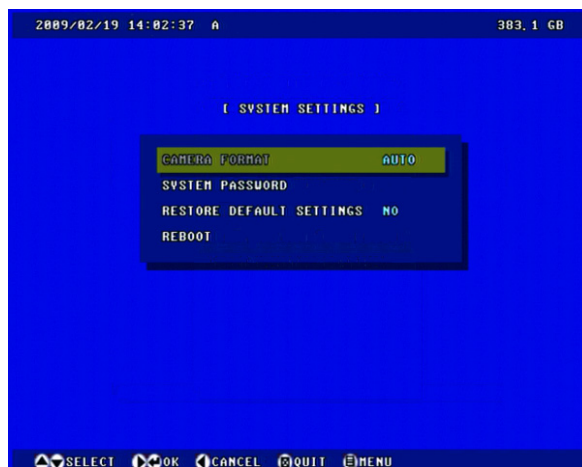 2009/02/19 14:02:37 A 383.1 GB
[ SYSTEM SETTINGS ]
CAMERA FORMAT AUTO
SYSTEM PASSWORD
RESTORE DEFAULT SETTINGS NO
REBOOT
SELECT OK CANCEL QUIT MENU